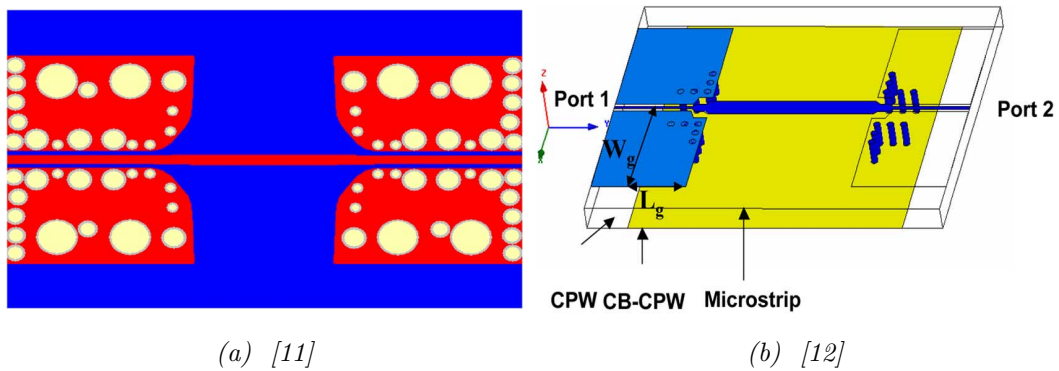 Port 1
Z
Y
Port 2
Wg
Lg
CPW CB-CPW Microstrip
(a) [11]
(b) [12]